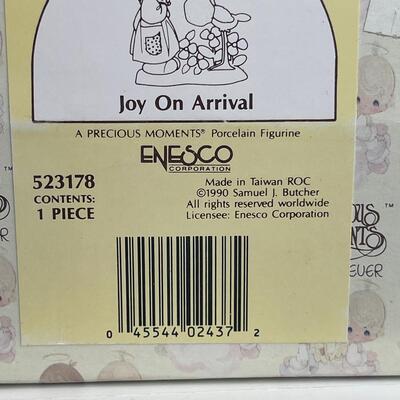 Joy On Arrival
A PRECIOUS MOMENTS® Porcelain Figurine
ENESCO
CORPORATION
523178
CONTENTS:
1 PIECE
Made in Taiwan ROC
©1990 Samuel J. Butcher
All rights reserved worldwide
Licensee: Enesco Corporation
0 45544 02437 2
TM